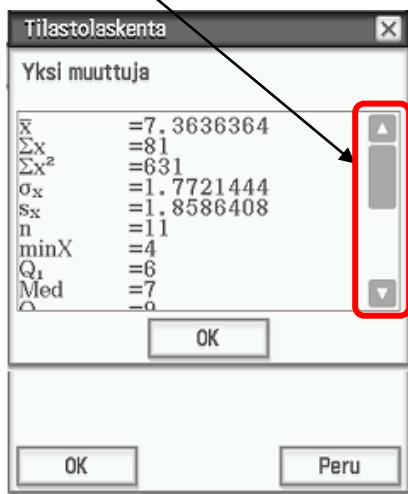 Tilastolaskenta
Yksi muuttuja
x̅ =7.3636364
Σx =81
Σx² =631
σₓ =1.7721444
sₓ =1.8586408
n =11
minX =4
Q₁ =6
Med =7
OK
OK Peru